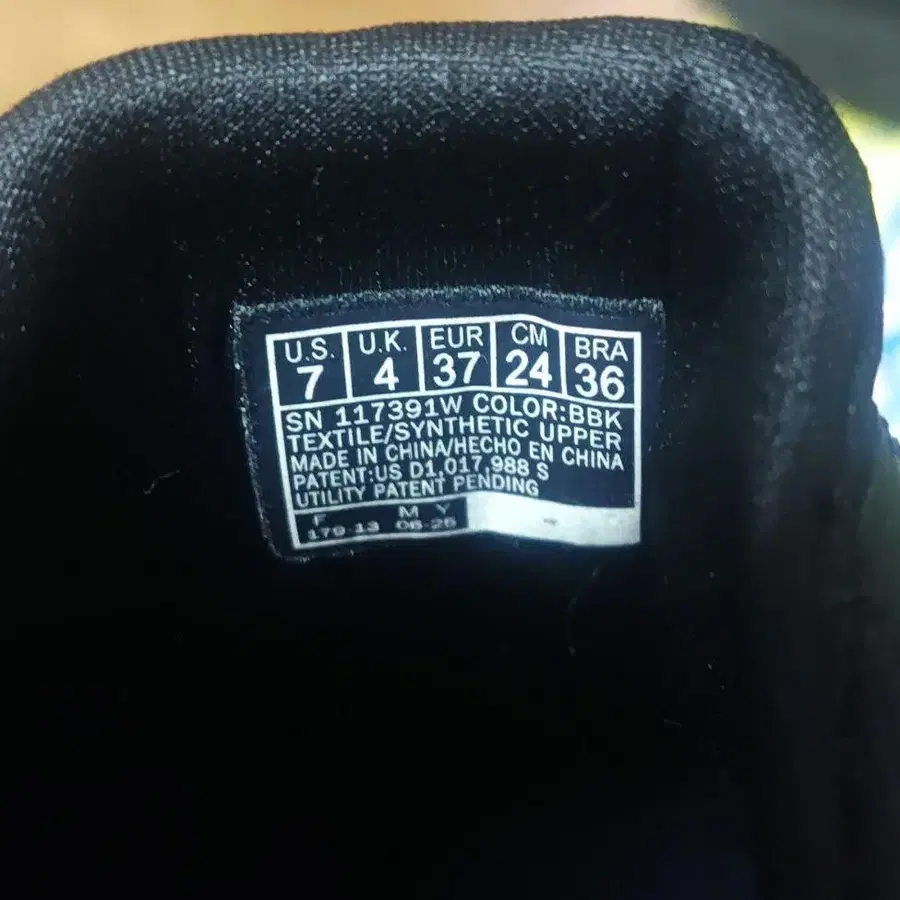 U.S. U.K. EUR CM BRA
7 4 37 24 36
SN 117391W COLOR:BBK
TEXTILE/SYNTHETIC UPPER
MADE IN CHINA/HECHO EN CHINA
PATENT:US D1,017,988 S
UTILITY PATENT PENDING
F M Y
179-13 06-25